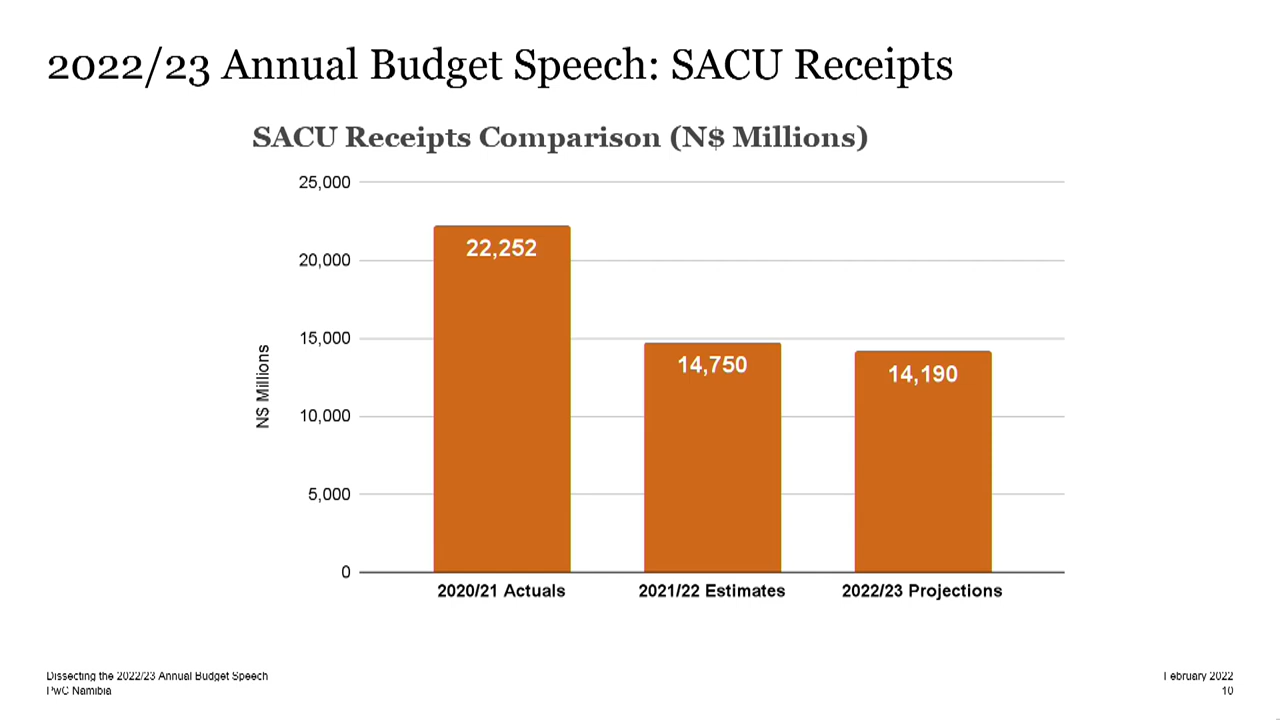 2022/23 Annual Budget Speech: SACU Receipts
SACU Receipts Comparison (N$ Millions)
25,000
20,000
15,000
10,000
5,000
0
N$ Millions
22,252
14,750
14,190
2020/21 Actuals
2021/22 Estimates
2022/23 Projections
Dissecting the 2022/23 Annual Budget Speech
PwC Namibia
February 2022
10